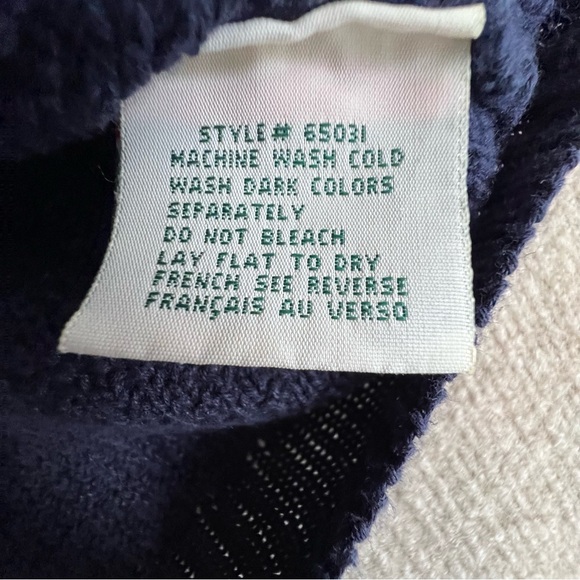 STYLE# 65031
MACHINE WASH COLD
WASH DARK COLORS
SEPARATELY
DO NOT BLEACH
LAY FLAT TO DRY
FRENCH SEE REVERSE
FRANÇAIS AU VERSO